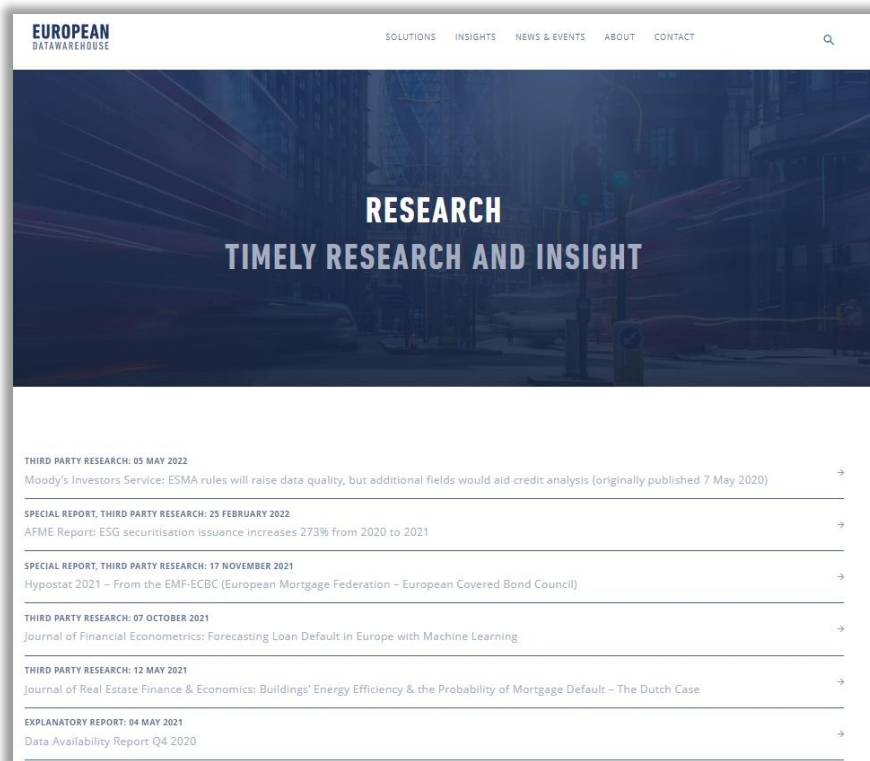 EUROPEAN
DATAWAREHOUSE
SOLUTIONS INSIGHTS NEWS & EVENTS ABOUT CONTACT
RESEARCH
TIMELY RESEARCH AND INSIGHT
THIRD PARTY RESEARCH: 05 MAY 2022
Moody's Investors Service: ESMA rules will raise data quality, but additional fields would aid credit analysis (originally published 7 May 2020)
SPECIAL REPORT, THIRD PARTY RESEARCH: 25 FEBRUARY 2022
AFME Report: ESG securitisation issuance increases 273% from 2020 to 2021
SPECIAL REPORT, THIRD PARTY RESEARCH: 17 NOVEMBER 2021
Hypostat 2021 – From the EMF-ECBC (European Mortgage Federation – European Covered Bond Council)
THIRD PARTY RESEARCH: 07 OCTOBER 2021
Journal of Financial Econometrics: Forecasting Loan Default in Europe with Machine Learning
THIRD PARTY RESEARCH: 12 MAY 2021
Journal of Real Estate Finance & Economics: Buildings' Energy Efficiency & the Probability of Mortgage Default – The Dutch Case
EXPLANATORY REPORT: 04 MAY 2021
Data Availability Report Q4 2020